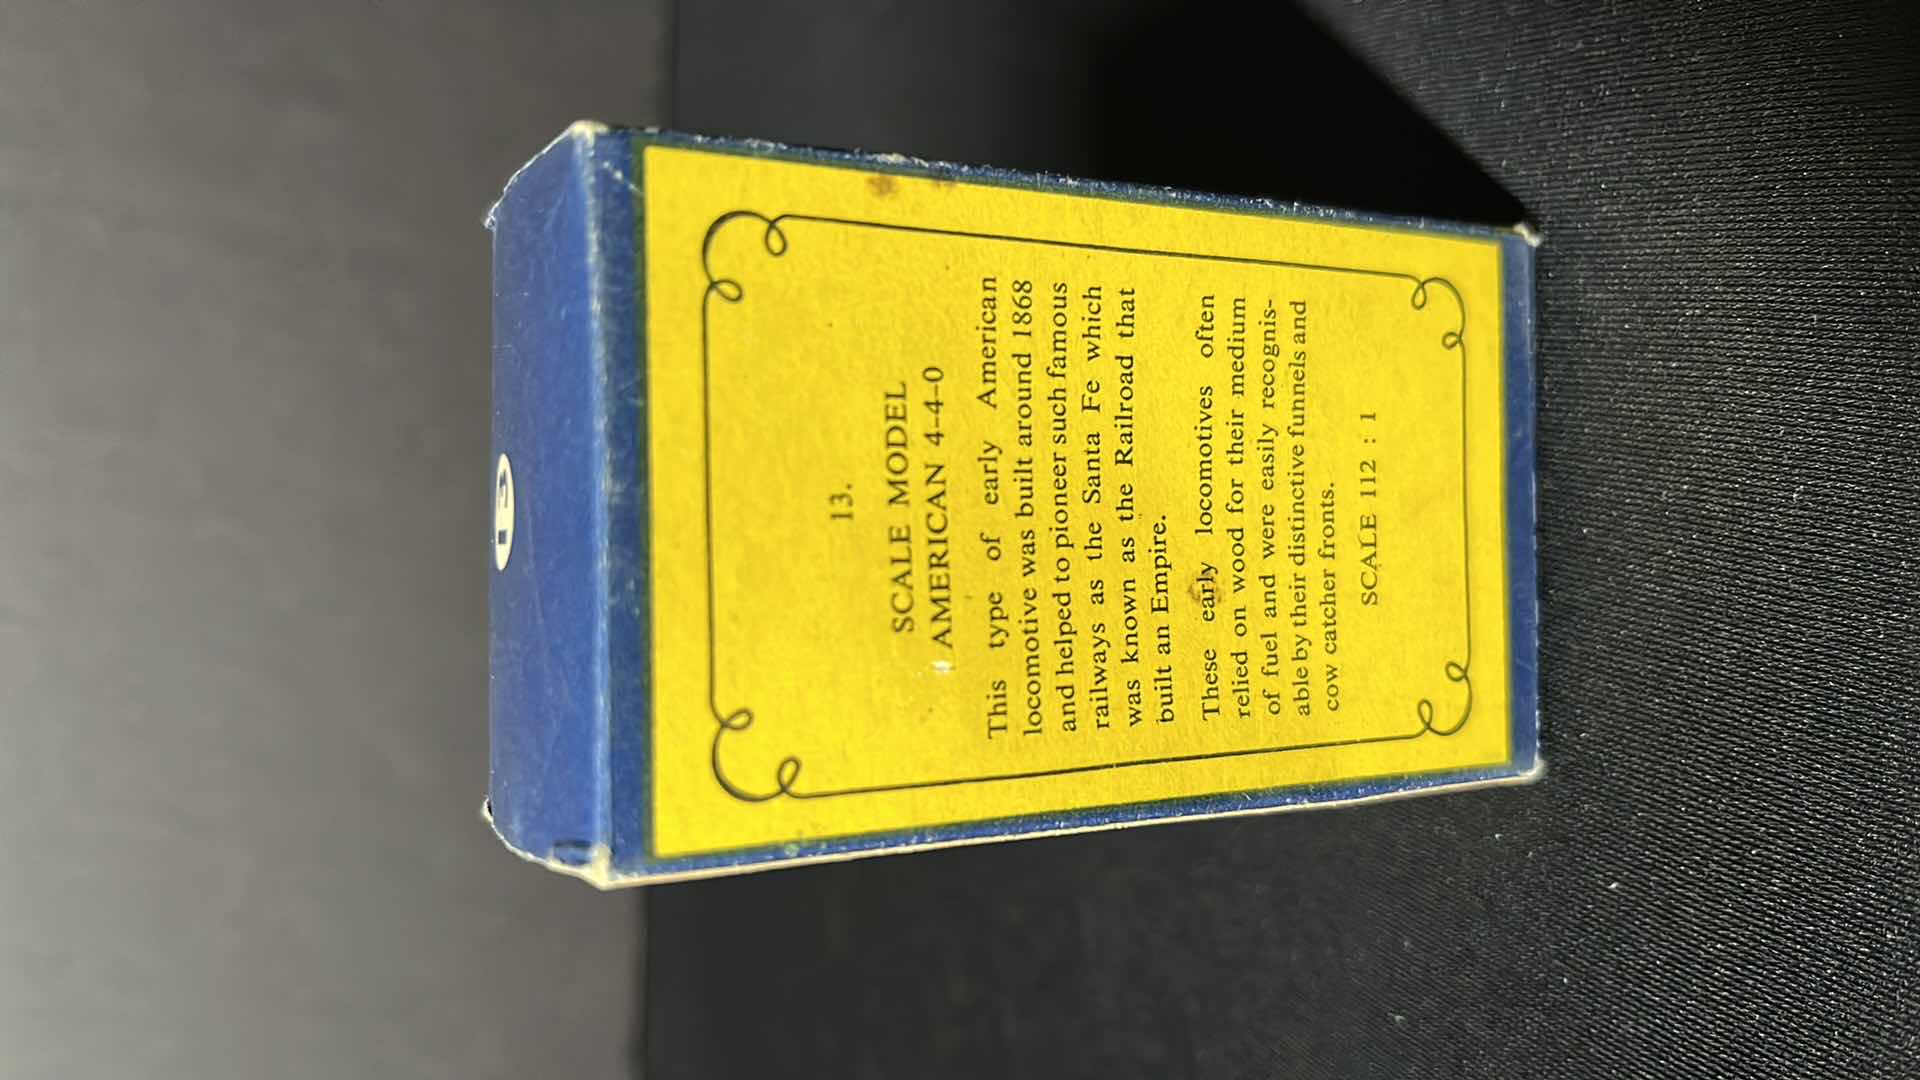 13
13.
SCALE MODEL
AMERICAN 4-4-0
This type of early American
locomotive was built around 1868
and helped to pioneer such famous
railways as the Santa Fe which
was known as the Railroad that
built an Empire.
These early locomotives often
relied on wood for their medium
of fuel and were easily recognis-
able by their distinctive funnels and
cow catcher fronts.
SCALE 112 : 1